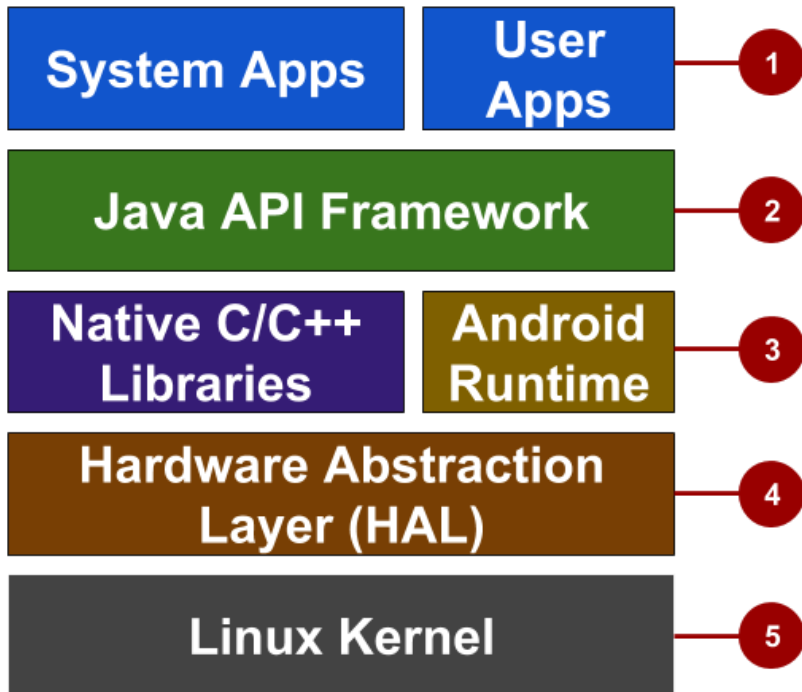 System Apps
User
Apps
1
Java API Framework
2
Native C/C++
Libraries
Android
Runtime
3
Hardware Abstraction
Layer (HAL)
4
Linux Kernel
5